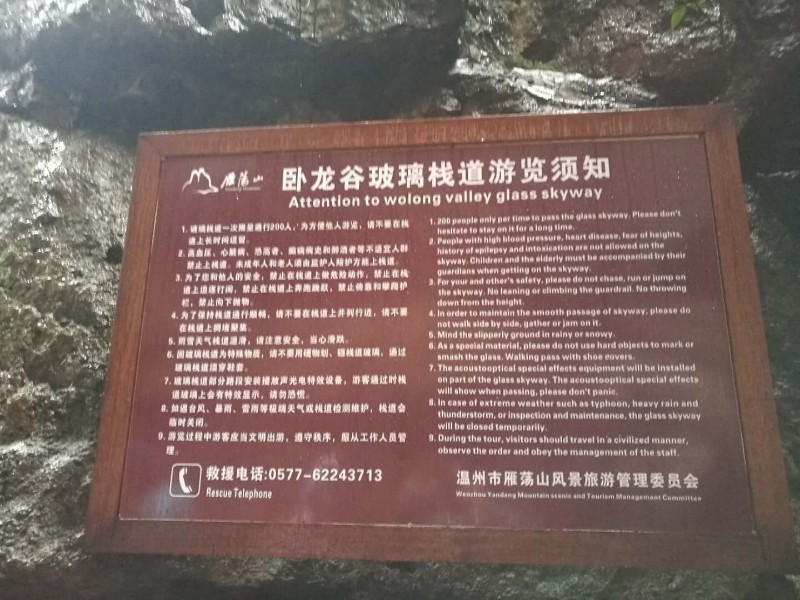 雁荡山
卧龙谷玻璃栈道游览须知
Attention to wolong valley glass skyway
1. 玻璃栈道一次限量通行200人，为方便他人游览，请不要在栈
道上长时间逗留。
2. 高血压、心脏病、恐高者、癫痫病史和醉酒者等不适宜人群
禁止上栈道。未成年人和老人须由监护人陪护方能上栈道。
3. 为了您和他人的安全，禁止在栈道上做危险动作，禁止在栈
道上追逐打闹，禁止在栈道上奔跑蹦跃，禁止倚靠和攀爬护
栏，禁止向下抛物。
4. 为了保持栈道通行顺畅，请不要在栈道上并列行进，请不要
在栈道上拥堵聚集。
5. 雨雪天气栈道湿滑，请注意安全，当心滑跌。
6. 因玻璃栈道为特殊物质，请不要用硬物划、砸栈道玻璃，通过
玻璃栈道须穿鞋套。
7. 玻璃栈道部分路段安装播放声光电特效设备，游客通过时栈
道玻璃上会有特效显示，请勿恐慌。
8. 如遇台风、暴雨、雷雨等极端天气或栈道检测维护，栈道会
临时关闭。
9. 游览过程中游客应当文明出游，遵守秩序，服从工作人员管
理。
1. 200 people only per time to pass the glass skyway. Please don't
hesitate to stay on it for a long time.
2. People with high blood pressure, heart disease, fear of heights,
history of epilepsy and intoxication are not allowed on the
skyway. Children and the elderly must be accompanied by their
guardians when getting on the skyway.
3. For your and other's safety, please do not chase, run or jump on
the skyway. No leaning or climbing the guardrail. No throwing
down from the height.
4. In order to maintain the smooth passage of skyway, please do
not walk side by side, gather or jam on it.
5. Mind the slipperly ground in rainy or snowy.
6. As a special material, please do not use hard objects to mark or
smash the glass. Walking pass with shoe covers.
7. The acoustooptical special effects equipment will be installed
on part of the glass skyway. The acoustooptical special effects
will show when passing, please don't panic.
8. In case of extreme weather such as typhoon, heavy rain and
thunderstorm, or inspection and maintenance, the glass skyway
will be closed temporarily.
9. During the tour, visitors should travel in a civilized manner,
observe the order and obey the management of the staff.
救援电话:0577-62243713
Rescue Telephone
温州市雁荡山风景旅游管理委员会
Wenzhou Yandang Mountain scenic and Tourism Management Committee